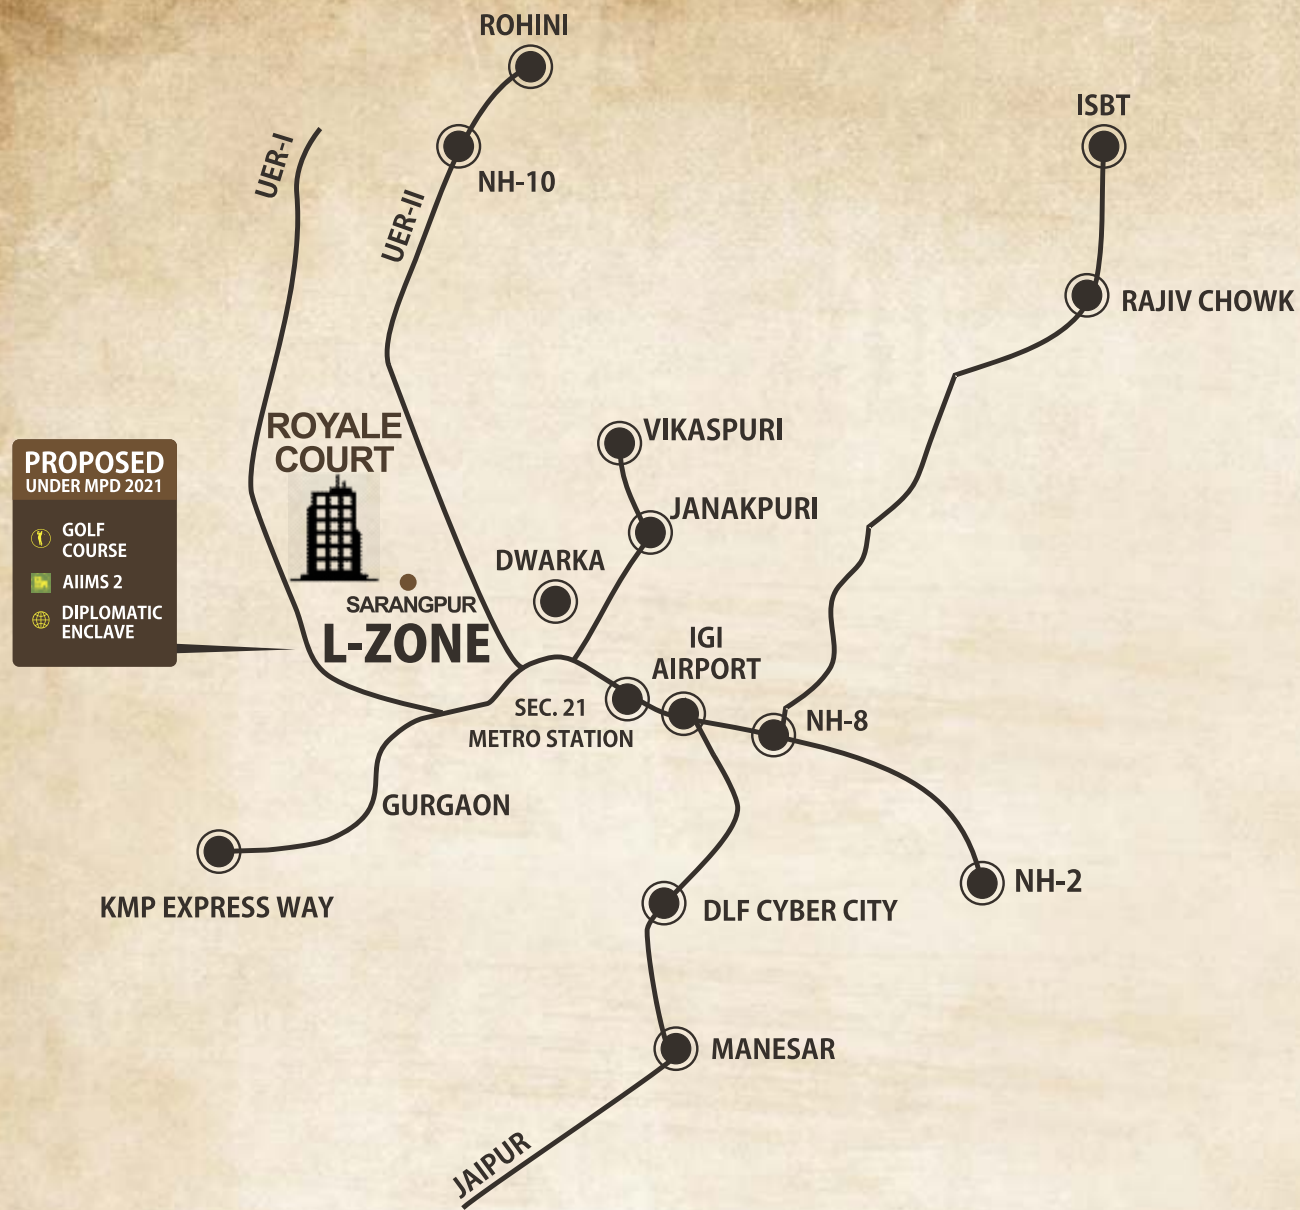 ROHINI
ISBT
UER-I
NH-10
UER-II
RAJIV CHOWK
ROYALE
COURT
VIKASPURI
PROPOSED
UNDER MPD 2021
GOLF
COURSE
AIIMS 2
DIPLOMATIC
ENCLAVE
JANAKPURI
DWARKA
SARANGPUR
L-ZONE
IGI
AIRPORT
SEC. 21
METRO STATION
NH-8
GURGAON
KMP EXPRESS WAY
DLF CYBER CITY
NH-2
MANESAR
JAIPUR